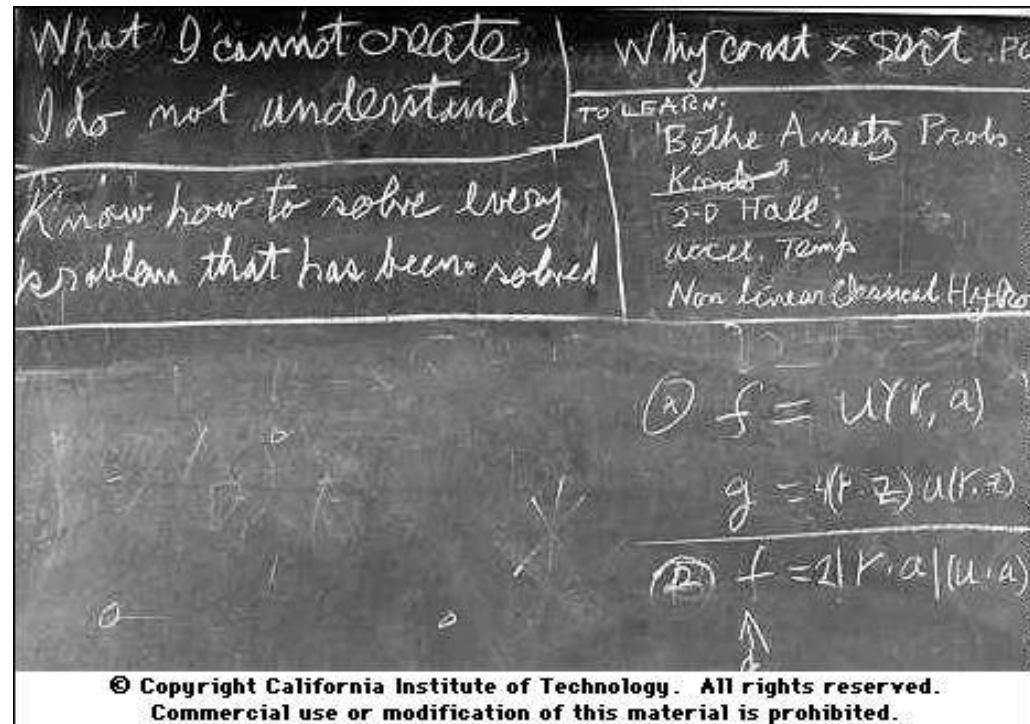 What I cannot create,
I do not understand.
Know how to solve every
problem that has been solved
Why const × sort . Po
TO LEARN:
Bethe Ansatz Probs.
Kondo
2-D Hall
accel. Temp
Non Linear Classical Hydro
f = u(r, a)
g = 4(r·z) u(r·z)
f = 2|r·a|(u·a)
© Copyright California Institute of Technology. All rights reserved.
Commercial use or modification of this material is prohibited.